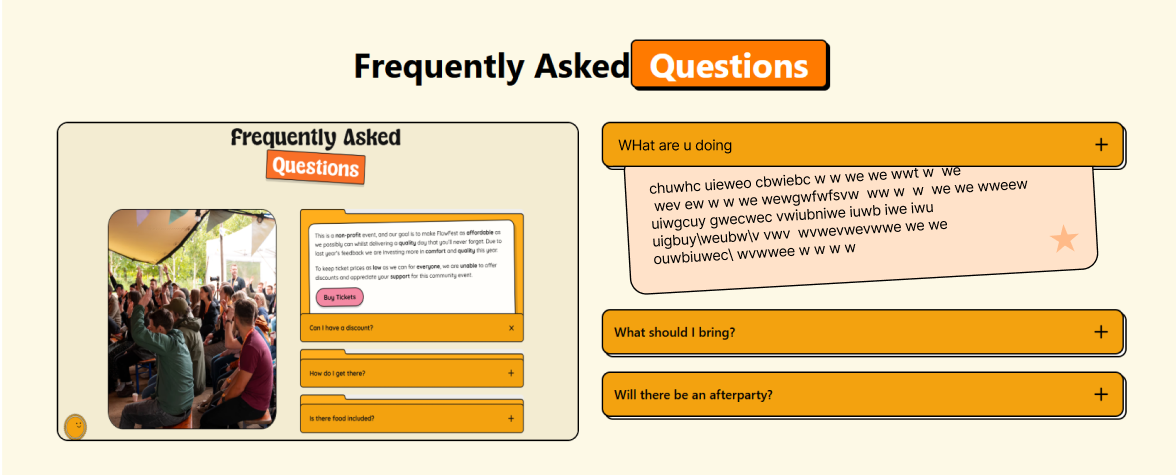 Frequently Asked Questions
Frequently Asked
Questions
This is a non-profit event, and our goal is to make FlowFest as affordable as
we possibly can whilst delivering a quality day that you'll never forget. Due to
last year's feedback we are investing more in comfort and quality this year.
To keep ticket prices as low as we can for everyone, we are unable to offer
discounts and appreciate your support for this community event.
Buy Tickets
Can I have a discount? x
How do I get there? +
Is there food included? +
WHat are u doing +
chuwhc uieweo cbwiebc w w we we wwt w we
wev ew w w we wewgwfwfsvw ww w w we we wweew
uiwgcuy gwecwec vwiubniwe iuwb iwe iwu
uigbuy\weubw\v vwv wvwevwevwwe we we
ouwbiuwec\ wvwwee w w w w
What should I bring? +
Will there be an afterparty? +